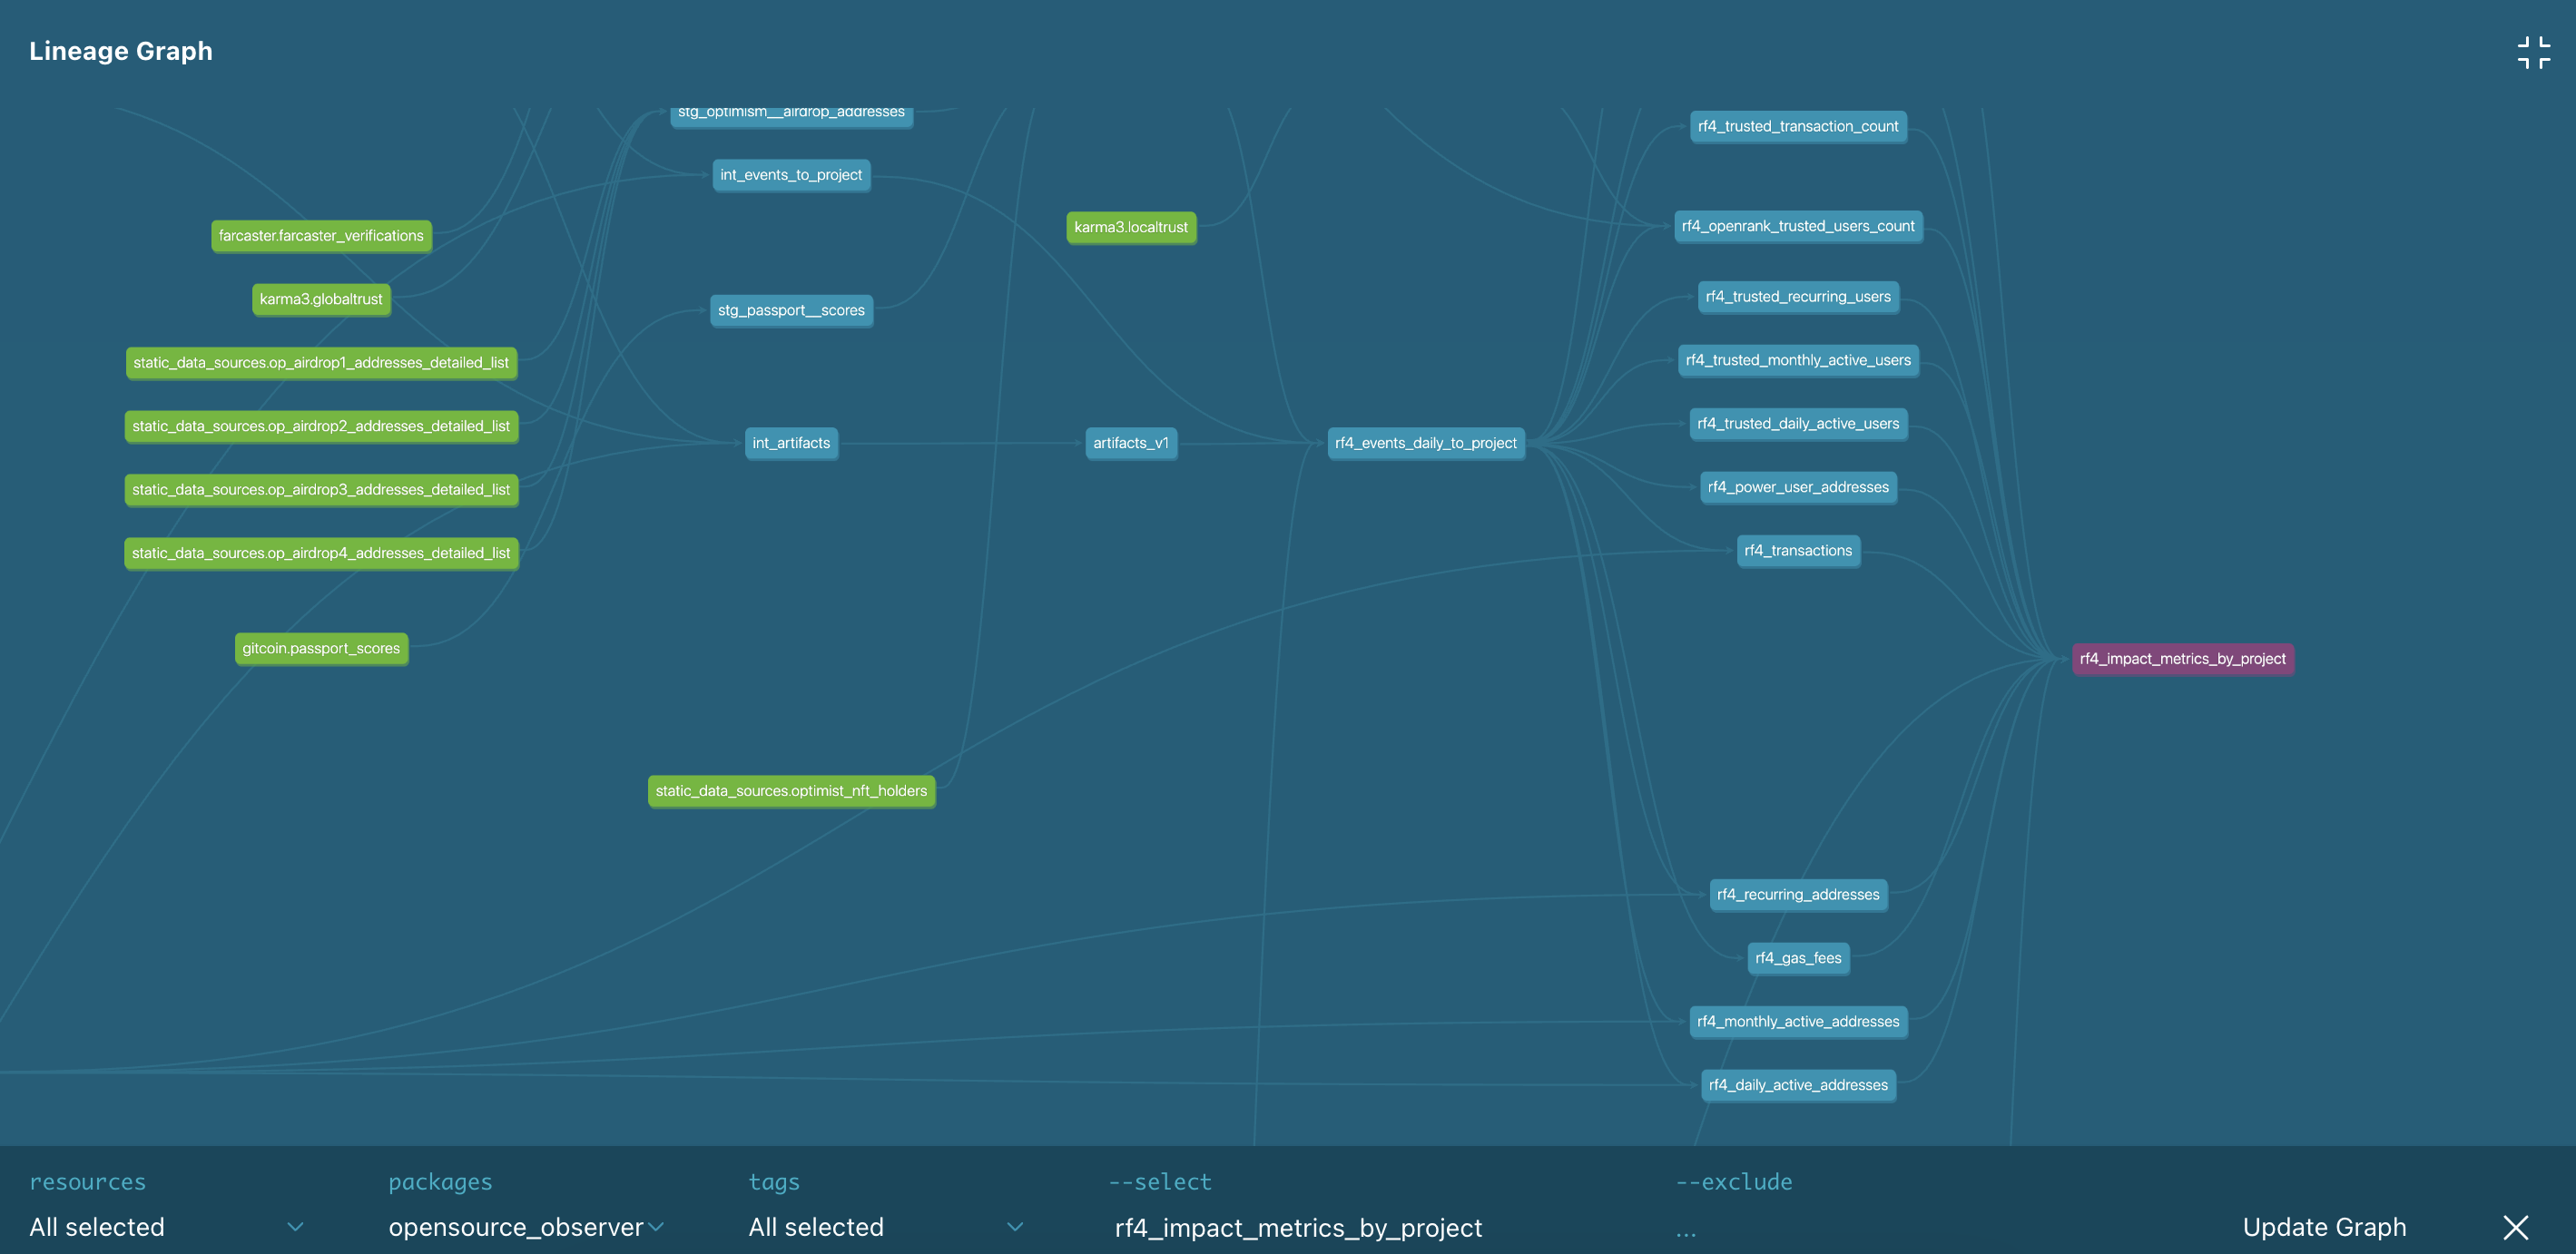 Lineage Graph
stg_optimism__airdrop_addresses
rf4_trusted_transaction_count
int_events_to_project
farcaster.farcaster_verifications
karma3.localtrust
rf4_openrank_trusted_users_count
karma3.globaltrust
stg_passport__scores
rf4_trusted_recurring_users
static_data_sources.op_airdrop1_addresses_detailed_list
rf4_trusted_monthly_active_users
static_data_sources.op_airdrop2_addresses_detailed_list
rf4_trusted_daily_active_users
int_artifacts
artifacts_v1
rf4_events_daily_to_project
static_data_sources.op_airdrop3_addresses_detailed_list
rf4_power_user_addresses
static_data_sources.op_airdrop4_addresses_detailed_list
rf4_transactions
gitcoin.passport_scores
rf4_impact_metrics_by_project
static_data_sources.optimist_nft_holders
rf4_recurring_addresses
rf4_gas_fees
rf4_monthly_active_addresses
rf4_daily_active_addresses
resources
packages
tags
--select
--exclude
All selected
opensource_observer
All selected
rf4_impact_metrics_by_project
...
Update Graph